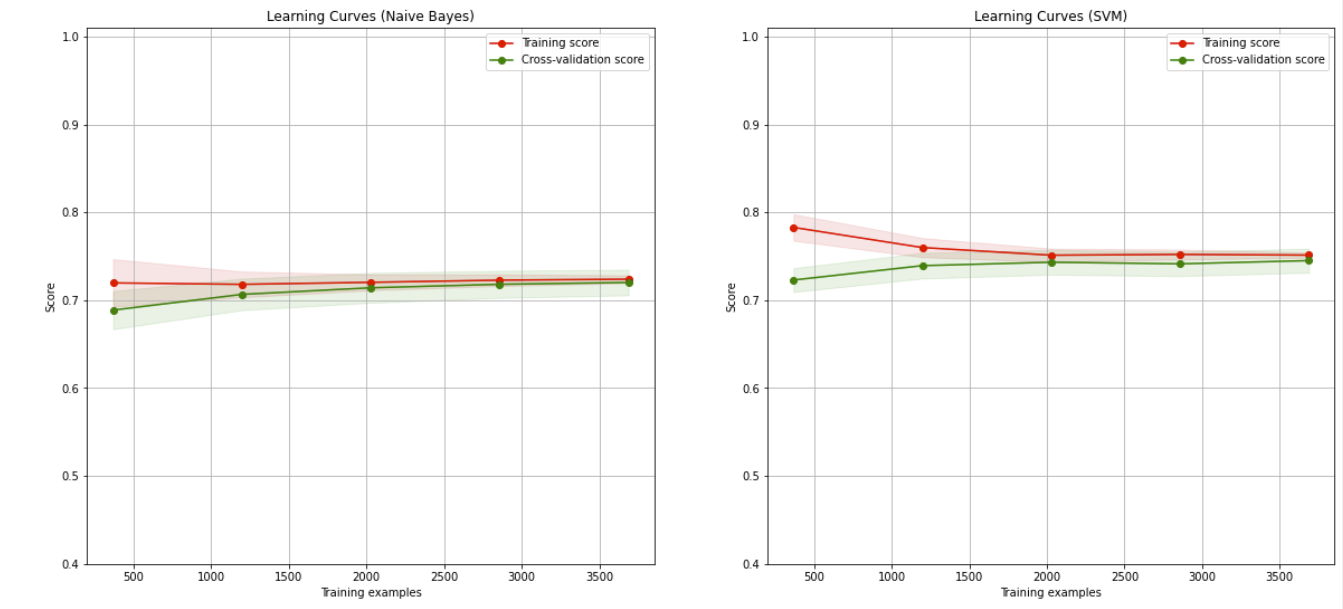 Learning Curves (Naive Bayes)
1.0
0.9
0.8
0.7
0.6
0.5
0.4
Score
500 1000 1500 2000 2500 3000 3500
Training examples
Training score
Cross-validation score
Learning Curves (SVM)
1.0
0.9
0.8
0.7
0.6
0.5
0.4
Score
500 1000 1500 2000 2500 3000 3500
Training examples
Training score
Cross-validation score